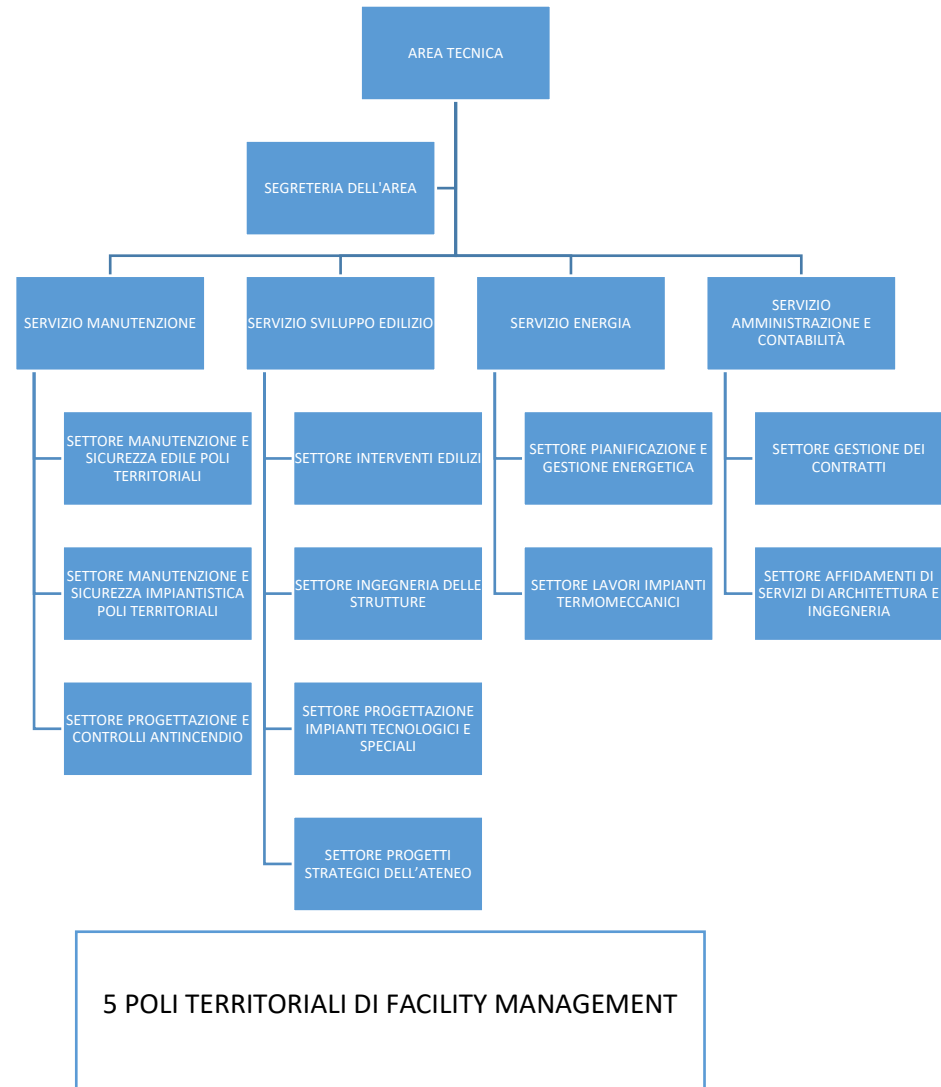 AREA TECNICA
SEGRETERIA DELL'AREA
SERVIZIO MANUTENZIONE
SETTORE MANUTENZIONE E
SICUREZZA EDILE POLI
TERRITORIALI
SETTORE MANUTENZIONE E
SICUREZZA IMPIANTISTICA
POLI TERRITORIALI
SETTORE PROGETTAZIONE E
CONTROLLI ANTINCENDIO
SERVIZIO SVILUPPO EDILIZIO
SETTORE INTERVENTI EDILIZI
SETTORE INGEGNERIA DELLE
STRUTTURE
SETTORE PROGETTAZIONE
IMPIANTI TECNOLOGICI E
SPECIALI
SETTORE PROGETTI
STRATEGICI DELL’ATENEO
SERVIZIO ENERGIA
SETTORE PIANIFICAZIONE E
GESTIONE ENERGETICA
SETTORE LAVORI IMPIANTI
TERMOMECCANICI
SERVIZIO
AMMINISTRAZIONE E
CONTABILITÀ
SETTORE GESTIONE DEI
CONTRATTI
SETTORE AFFIDAMENTI DI
SERVIZI DI ARCHITETTURA E
INGEGNERIA
5 POLI TERRITORIALI DI FACILITY MANAGEMENT